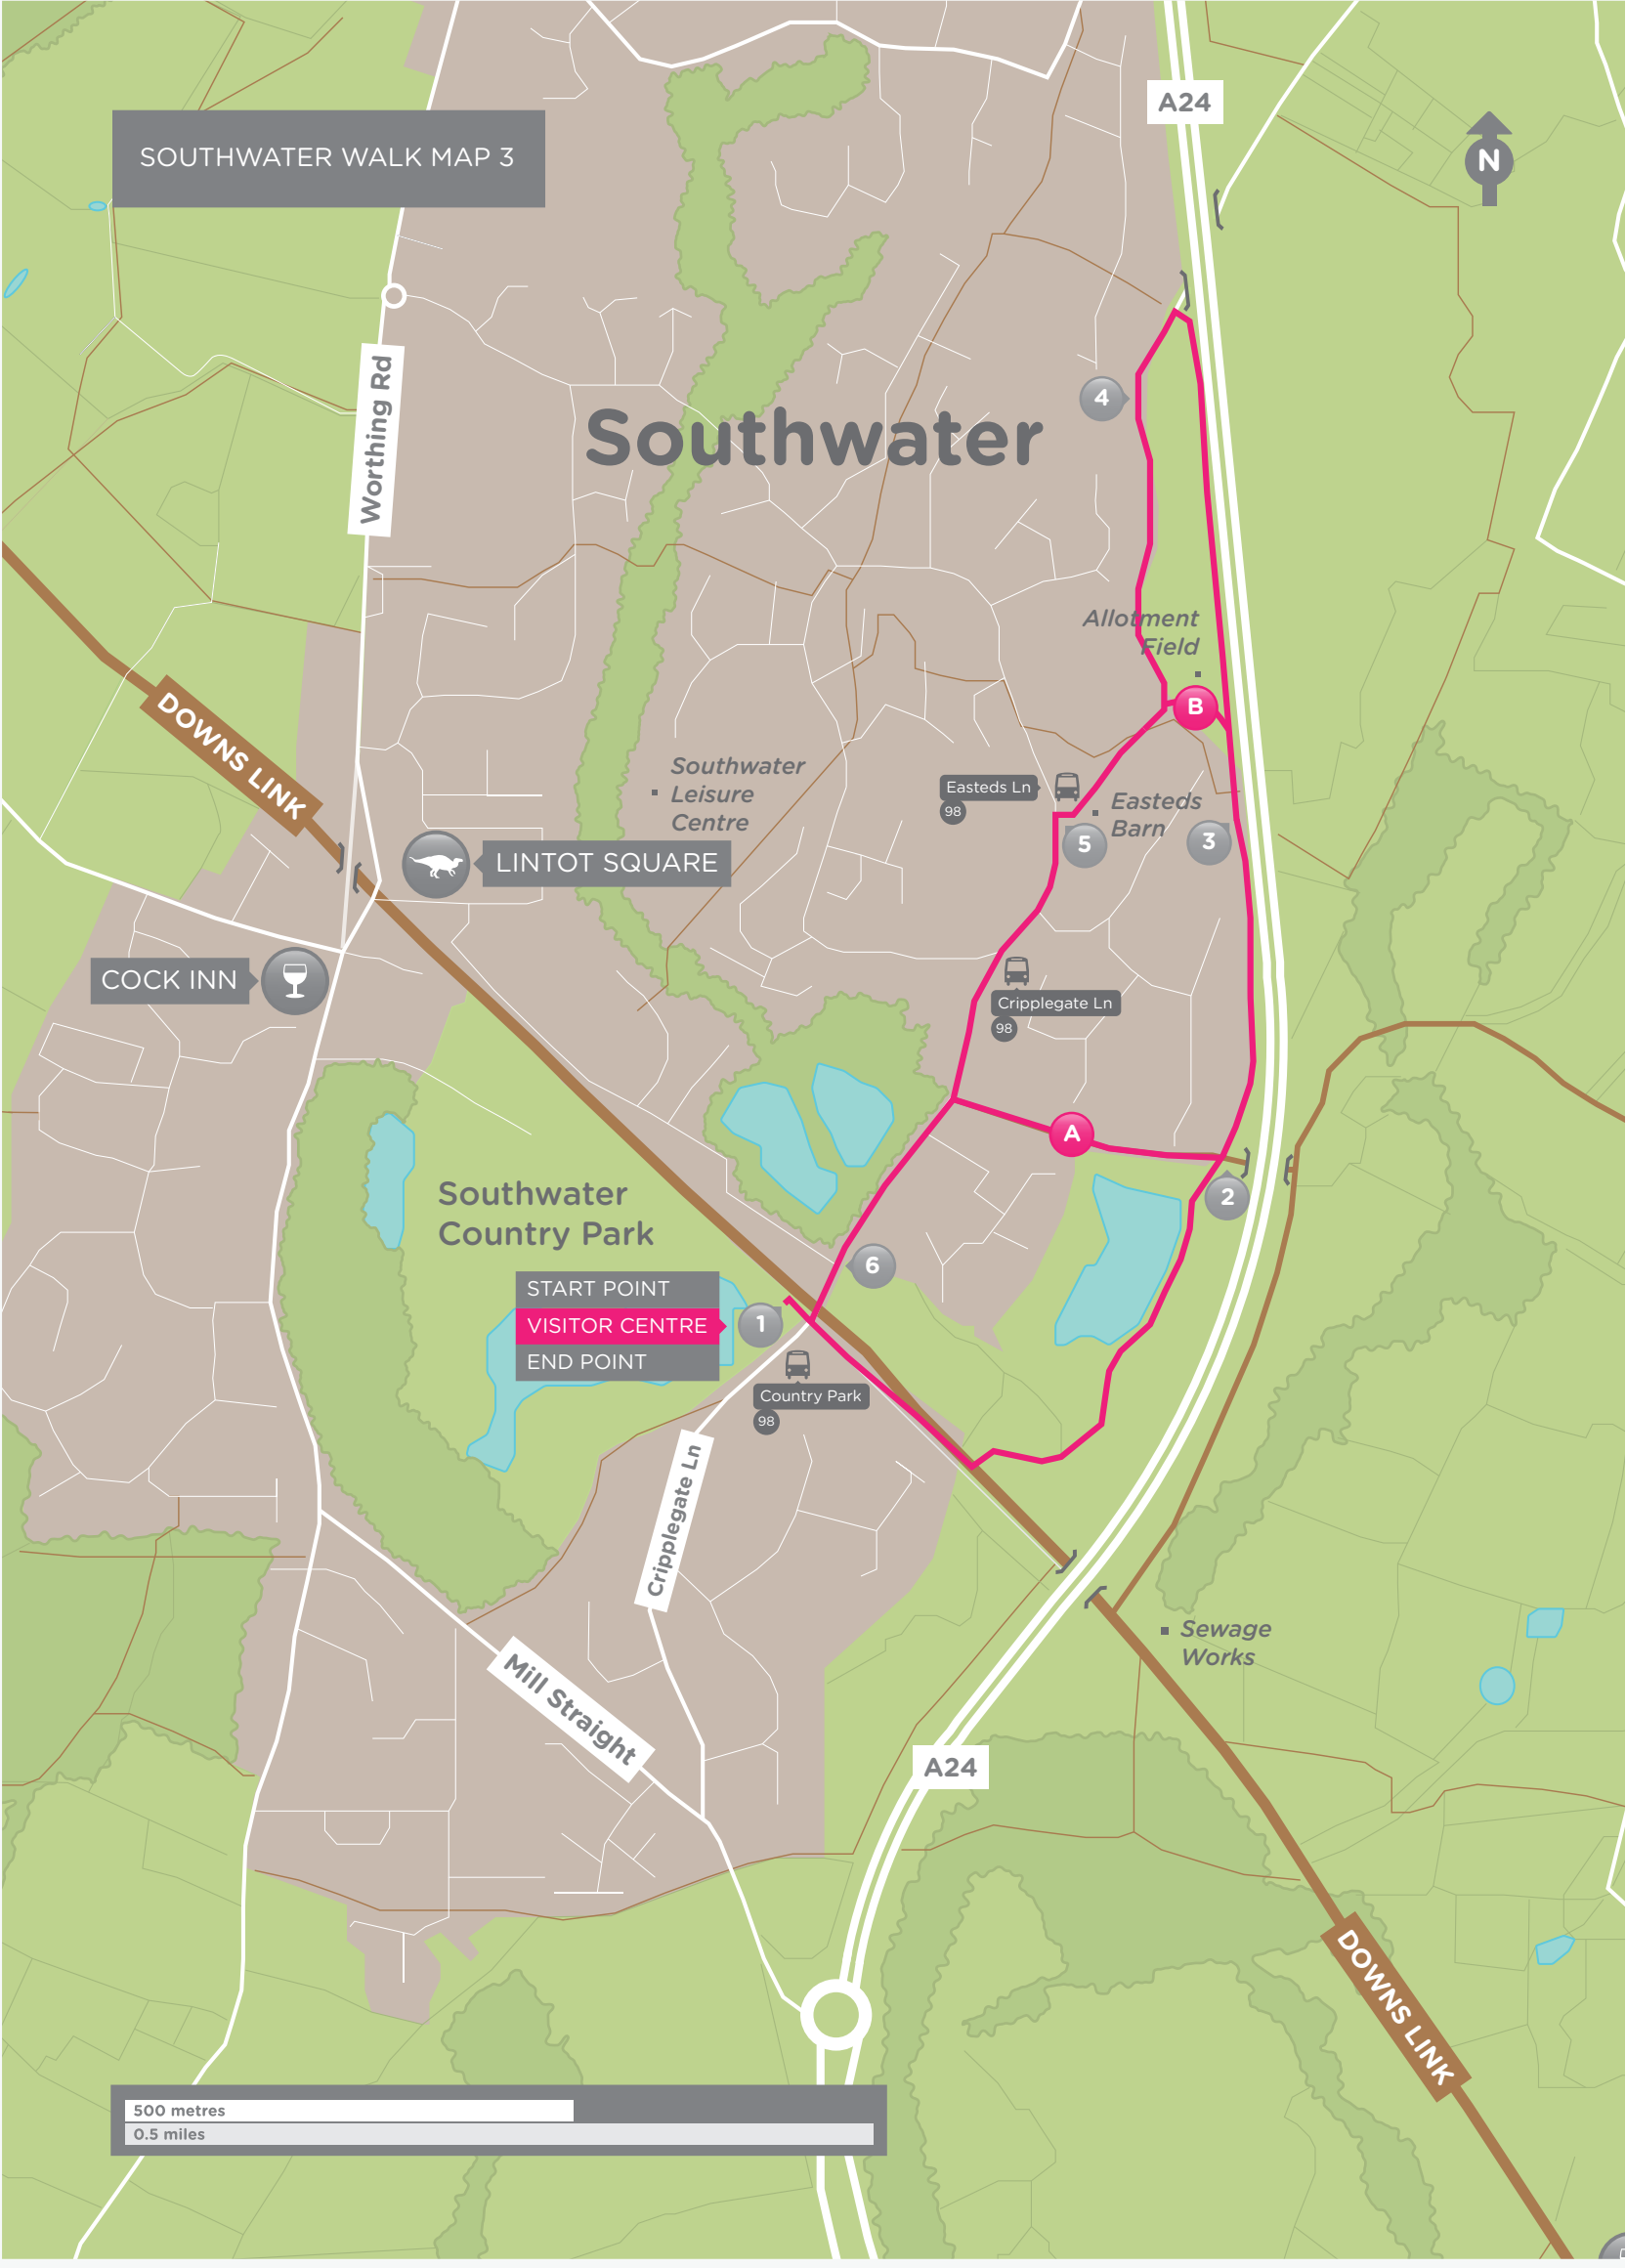 A24
SOUTHWATER WALK MAP 3
N
Worthing Rd
4
Southwater
Allotment
Field
B
DOWNS LINK
Southwater
Leisure
Centre
Easteds Ln
98
Easteds
Barn
5
3
LINTOT SQUARE
COCK INN
Cripplegate Ln
98
A
2
Southwater
Country Park
6
START POINT
VISITOR CENTRE
END POINT
1
Country Park
98
Cripplegate Ln
Sewage
Works
Mill Straight
A24
DOWNS LINK
500 metres
0.5 miles